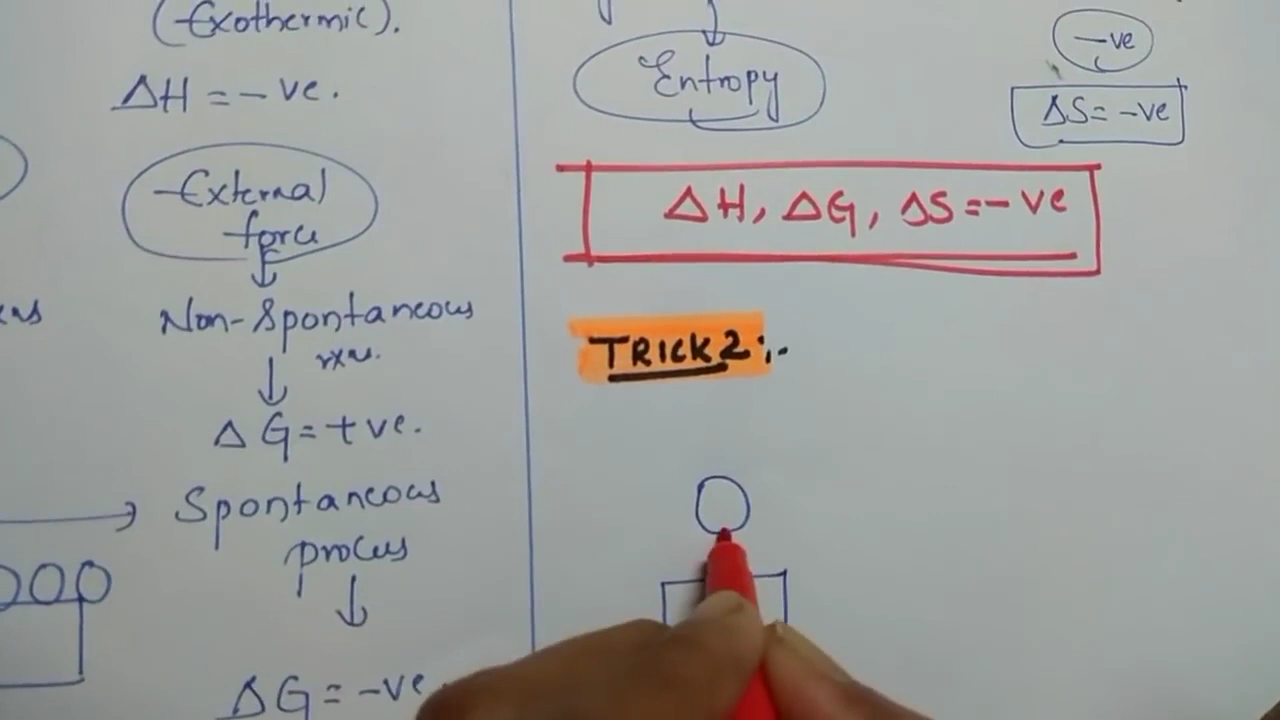 (-Exothermic).
ΔH = -ve.
External
force
Non-Spontaneous
rxn.
ΔG = +ve.
Spontaneous
process
ΔG = -ve
Entropy
-ve
ΔS = -ve
ΔH, ΔG, ΔS = -ve
TRICK 2:-